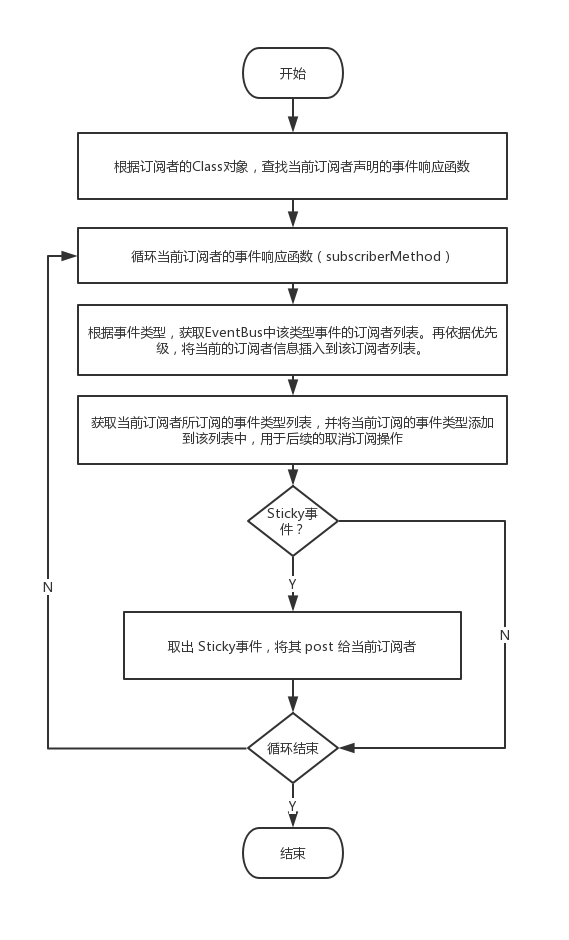 开始
根据订阅者的Class对象，查找当前订阅者声明的事件响应函数
循环当前订阅者的事件响应函数（subscriberMethod）
根据事件类型，获取EventBus中该类型事件的订阅者列表。再依据优先
级，将当前的订阅者信息插入到该订阅者列表。
获取当前订阅者所订阅的事件类型列表，并将当前订阅的事件类型添加
到该列表中，用于后续的取消订阅操作
Sticky事
件？
Y
N
N
取出 Sticky事件，将其 post 给当前订阅者
循环结束
Y
结束